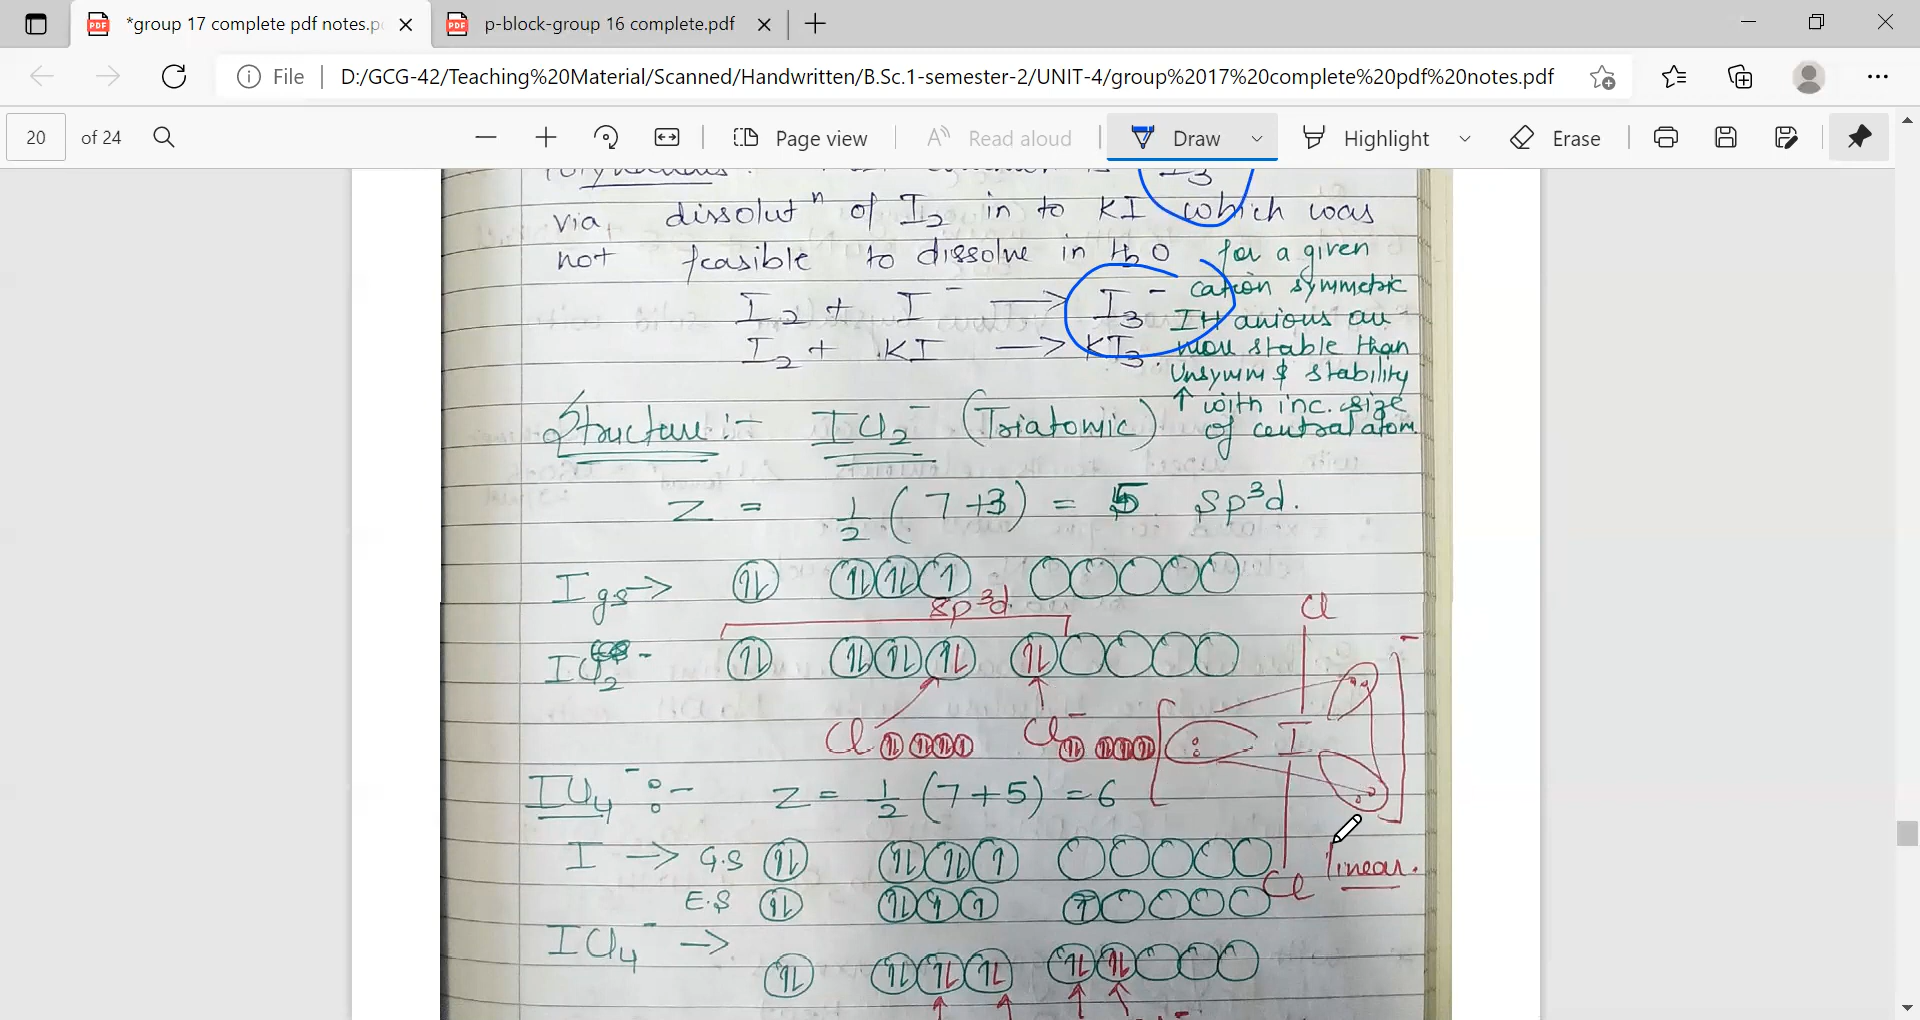 *group 17 complete pdf notes.p
p-block-group 16 complete.pdf
File
D:/GCG-42/Teaching%20Material/Scanned/Handwritten/B.Sc.1-semester-2/UNIT-4/group%2017%20complete%20pdf%20notes.pdf
20 of 24
Page view
Read aloud
Draw
Highlight
Erase
I3
via dissolutⁿ of I2 in to KI which was
not feasible to dissolve in H2O
for a given
cation symmetric
IH anions are
more stable than
Unsymm & stability
↑ with inc. size
of central atom
I2 + I⁻ → I3⁻
I2 + KI → KI3.
Structure :- ICl2⁻ (Triatomic)
Z = 1/2 (7+3) = 5 sp³d.
I gs →
sp³d.
ICl2⁻
Cl
Cl⁻
Cl
I
Cl
linear.
ICl4⁻ :- Z = 1/2 (7+5) = 6
I → G.S
E.S
ICl4⁻ →